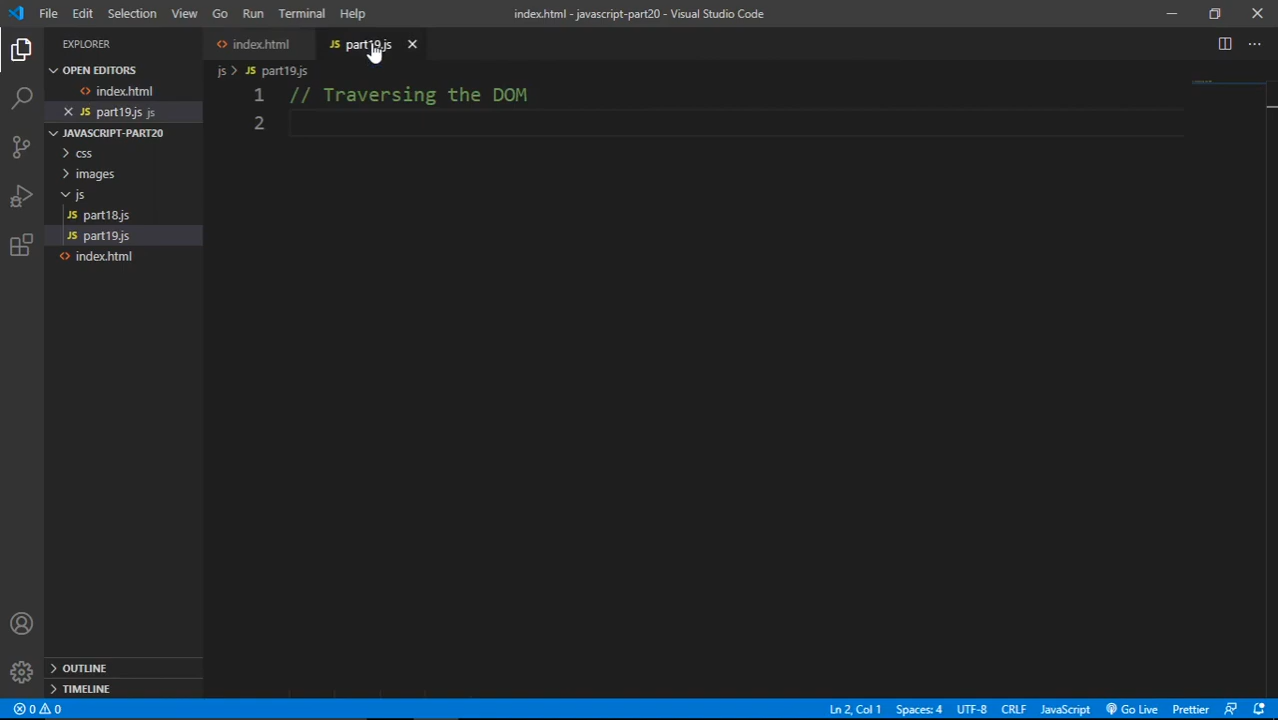 File Edit Selection View Go Run Terminal Help index.html - javascript-part20 - Visual Studio Code
EXPLORER
OPEN EDITORS
index.html
part19.js js
JAVASCRIPT-PART20
css
images
js
JS part18.js
JS part19.js
index.html
OUTLINE
TIMELINE
index.html JS part19.js
js > JS part19.js
1 // Traversing the DOM
2
0 0 Ln 2, Col 1 Spaces: 4 UTF-8 CRLF JavaScript Go Live Prettier